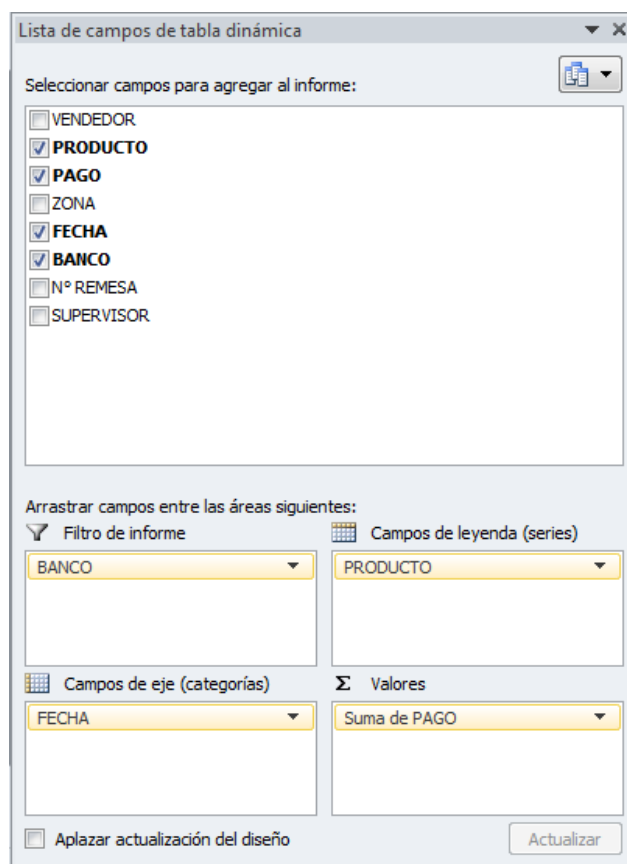 Lista de campos de tabla dinámica
Seleccionar campos para agregar al informe:
VENDEDOR
PRODUCTO
PAGO
ZONA
FECHA
BANCO
Nº REMESA
SUPERVISOR
Arrastrar campos entre las áreas siguientes:
Filtro de informe
Campos de leyenda (series)
BANCO
PRODUCTO
Campos de eje (categorías)
Σ Valores
FECHA
Suma de PAGO
Aplazar actualización del diseño
Actualizar